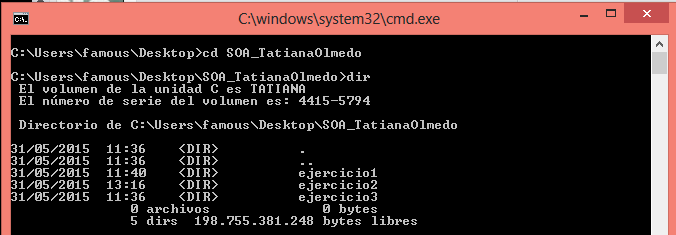 C:\windows\system32\cmd.exe
C:\Users\famous\Desktop>cd SOA_TatianaOlmedo
C:\Users\famous\Desktop\SOA_TatianaOlmedo>dir
El volumen de la unidad C es TATIANA
El número de serie del volumen es: 4415-5794
Directorio de C:\Users\famous\Desktop\SOA_TatianaOlmedo
31/05/2015  11:36    <DIR>          .
31/05/2015  11:36    <DIR>          ..
31/05/2015  11:40    <DIR>          ejercicio1
31/05/2015  13:16    <DIR>          ejercicio2
31/05/2015  11:36    <DIR>          ejercicio3
0 archivos              0 bytes
5 dirs  198.755.381.248 bytes libres